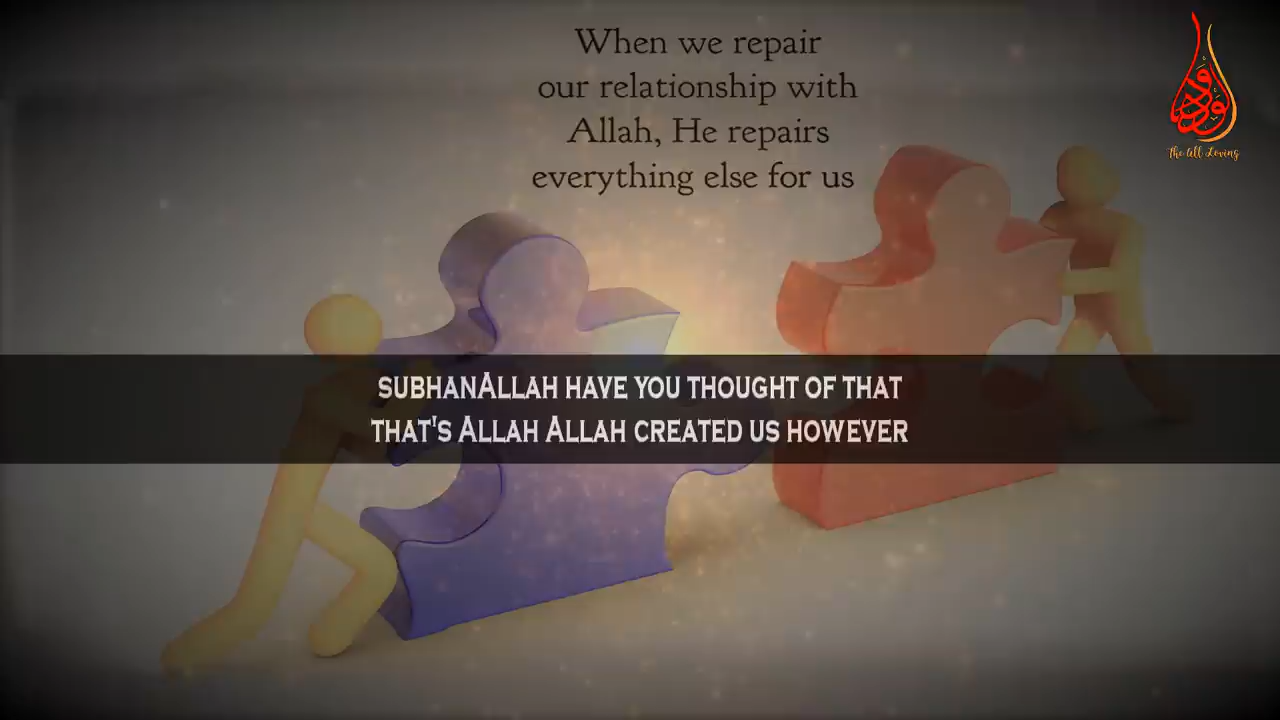 When we repair
our relationship with
Allah, He repairs
everything else for us
الودود
The All Loving
SUBHANALLAH HAVE YOU THOUGHT OF THAT
THAT'S ALLAH ALLAH CREATED US HOWEVER